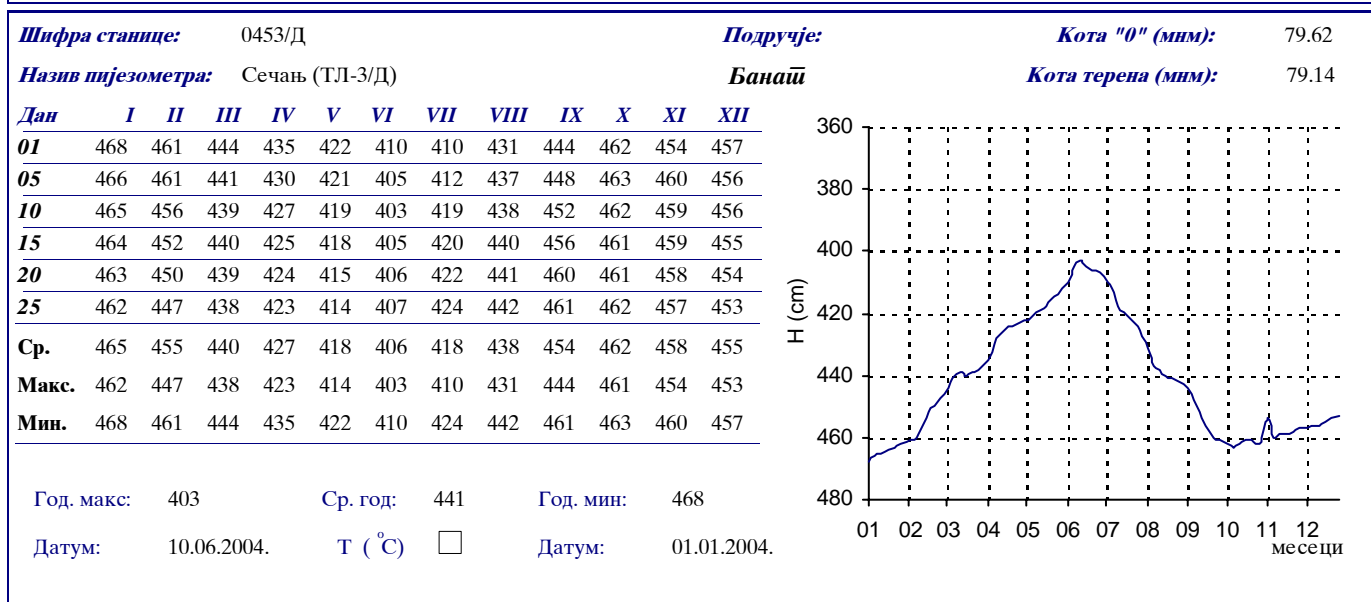 Шифра станице: 0453/Д Подручје: Кота "0" (мнм): 79.62
Назив пијезометра: Сечањ (ТЛ-3/Д) Банат Кота терена (мнм): 79.14
Дан I II III IV V VI VII VIII IX X XI XII
01 468 461 444 435 422 410 410 431 444 462 454 457
05 466 461 441 430 421 405 412 437 448 463 460 456
10 465 456 439 427 419 403 419 438 452 462 459 456
15 464 452 440 425 418 405 420 440 456 461 459 455
20 463 450 439 424 415 406 422 441 460 461 458 454
25 462 447 438 423 414 407 424 442 461 462 457 453
Ср. 465 455 440 427 418 406 418 438 454 462 458 455
Макс. 462 447 438 423 414 403 410 431 444 461 454 453
Мин. 468 461 444 435 422 410 424 442 461 463 460 457
Год. макс: 403 Ср. год: 441 Год. мин: 468
Датум: 10.06.2004. Т ( °C) Датум: 01.01.2004.
H (cm)
360
380
400
420
440
460
480
01 02 03 04 05 06 07 08 09 10 11 12
месеци